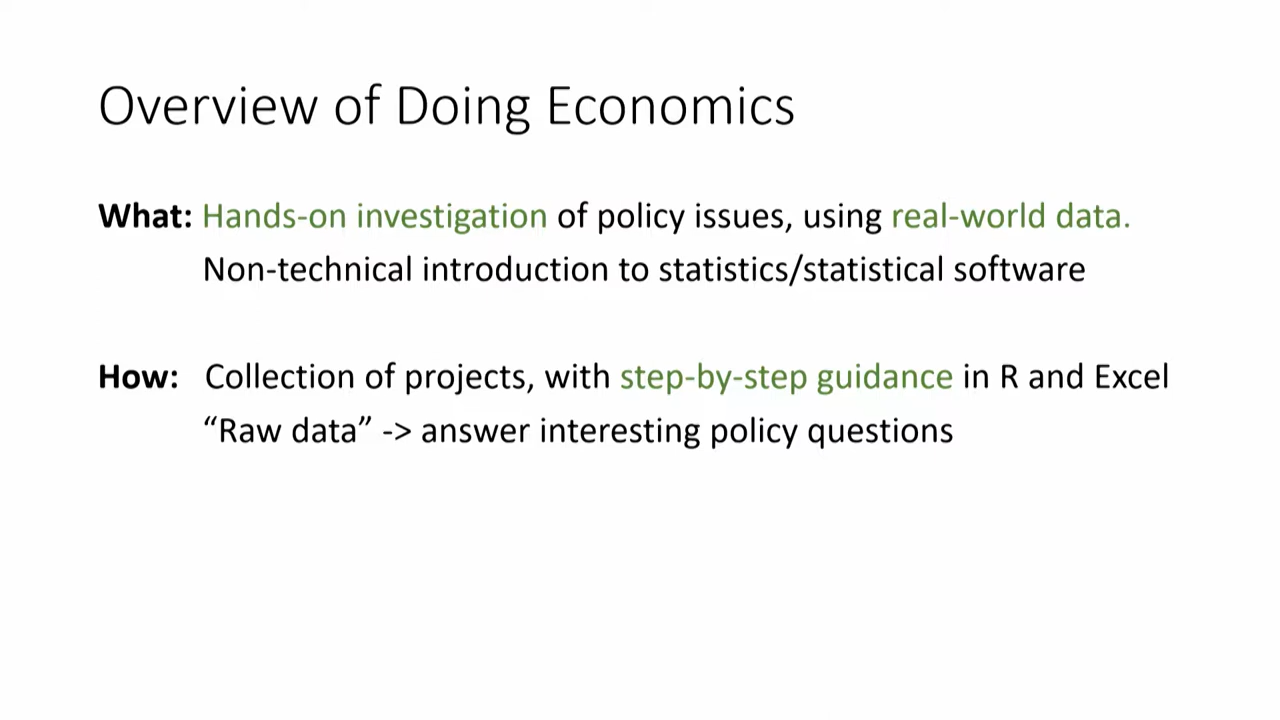 Overview of Doing Economics
What: Hands-on investigation of policy issues, using real-world data.
Non-technical introduction to statistics/statistical software
How: Collection of projects, with step-by-step guidance in R and Excel
“Raw data” -> answer interesting policy questions